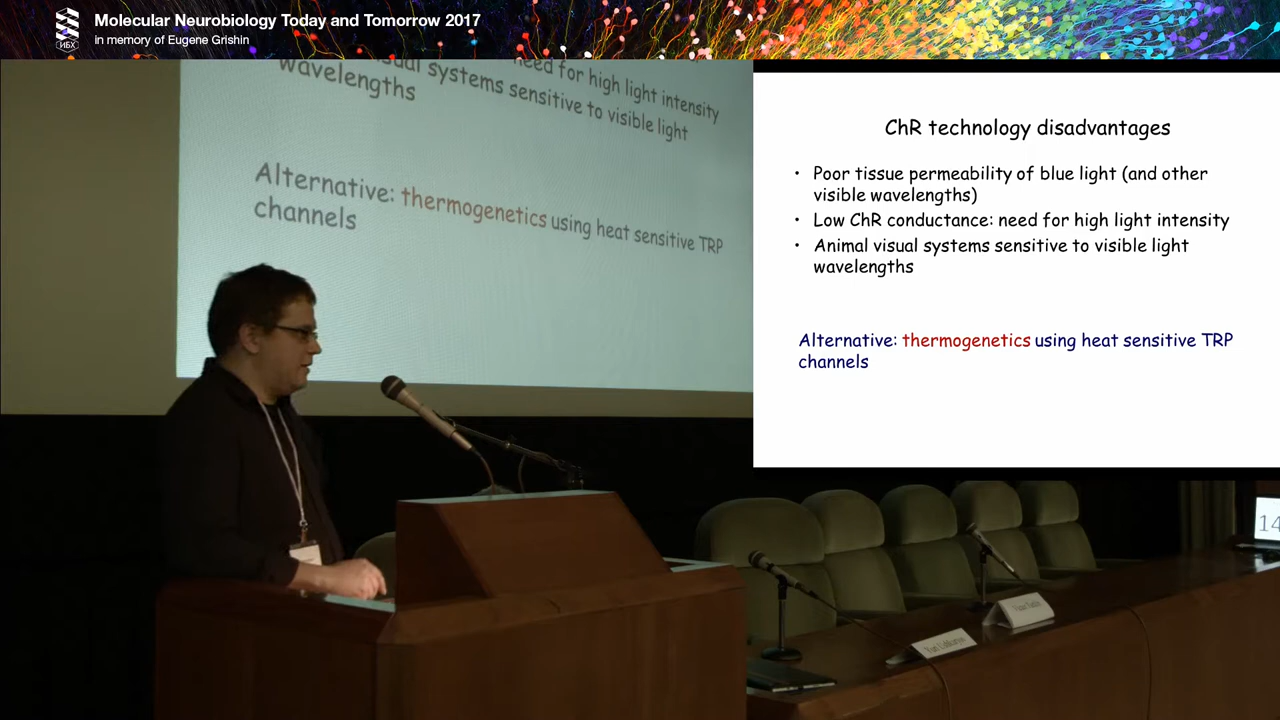 Molecular Neurobiology Today and Tomorrow 2017
in memory of Eugene Grishin
ИБХ
need for high light intensity
visual systems sensitive to visible light
wavelengths
Alternative: thermogenetics using heat sensitive TRP
channels
ChR technology disadvantages
• Poor tissue permeability of blue light (and other
visible wavelengths)
• Low ChR conductance: need for high light intensity
• Animal visual systems sensitive to visible light
wavelengths
Alternative: thermogenetics using heat sensitive TRP
channels
14